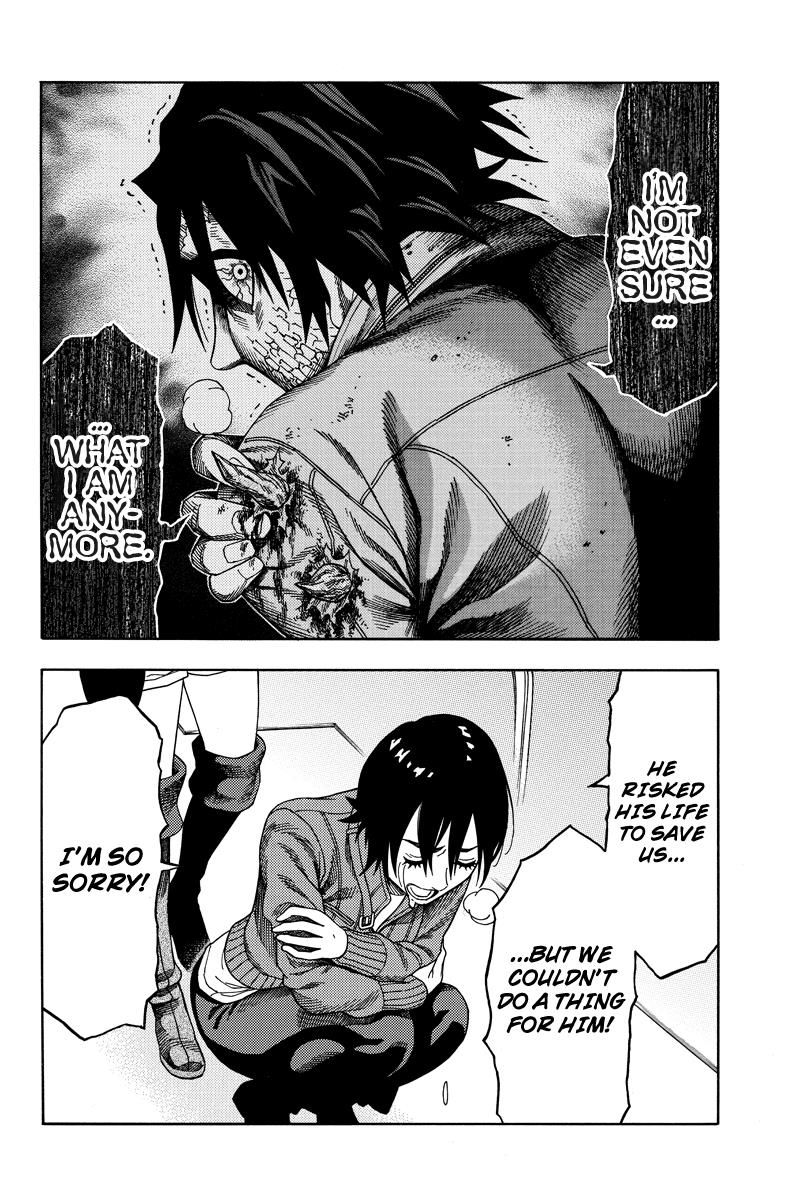 I'M
NOT
EVEN
SURE
...
...
WHAT
I AM
ANY-
MORE.
HE
RISKED
HIS LIFE
TO SAVE
US...
...BUT WE
COULDN'T
DO A THING
FOR HIM!
I'M SO
SORRY!